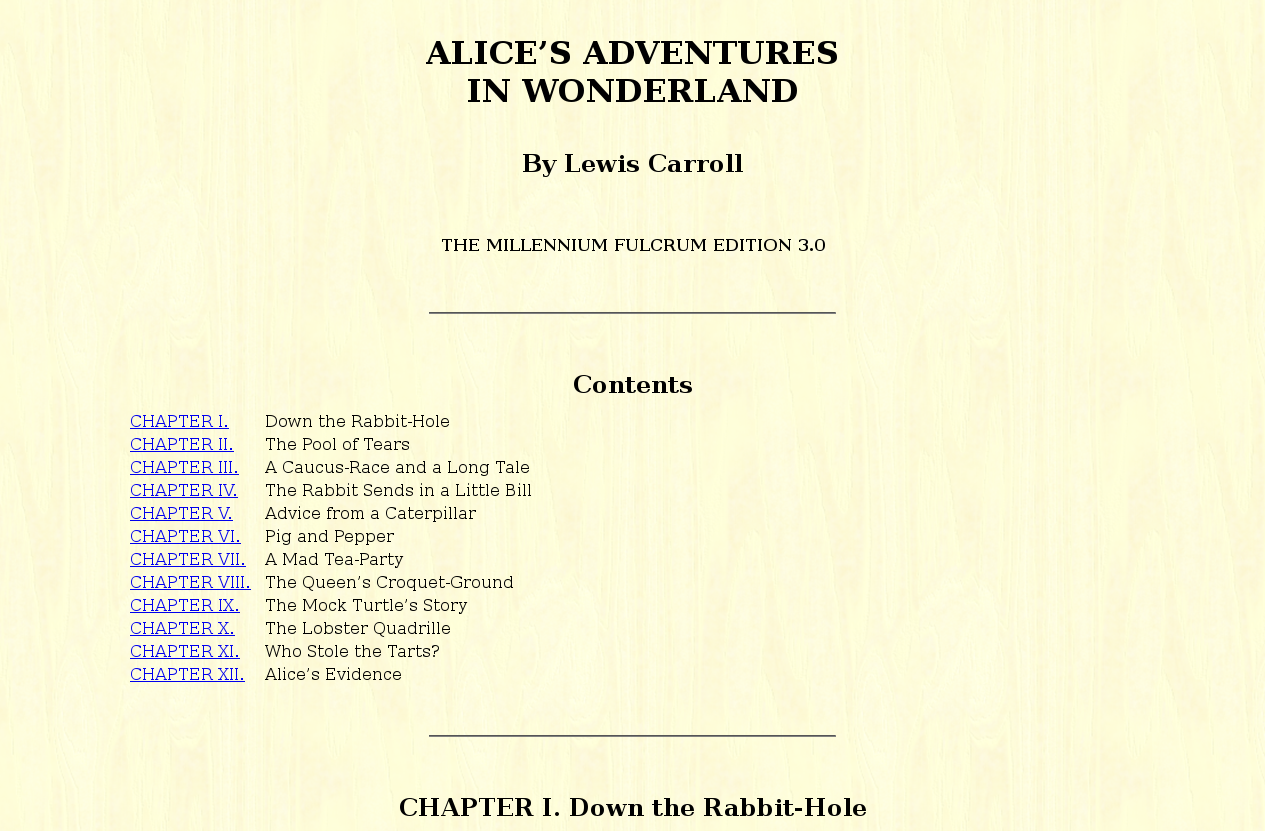 ALICE’S ADVENTURES
IN WONDERLAND
By Lewis Carroll
THE MILLENNIUM FULCRUM EDITION 3.0
Contents
CHAPTER I. Down the Rabbit-Hole
CHAPTER II. The Pool of Tears
CHAPTER III. A Caucus-Race and a Long Tale
CHAPTER IV. The Rabbit Sends in a Little Bill
CHAPTER V. Advice from a Caterpillar
CHAPTER VI. Pig and Pepper
CHAPTER VII. A Mad Tea-Party
CHAPTER VIII. The Queen’s Croquet-Ground
CHAPTER IX. The Mock Turtle’s Story
CHAPTER X. The Lobster Quadrille
CHAPTER XI. Who Stole the Tarts?
CHAPTER XII. Alice’s Evidence
CHAPTER I. Down the Rabbit-Hole